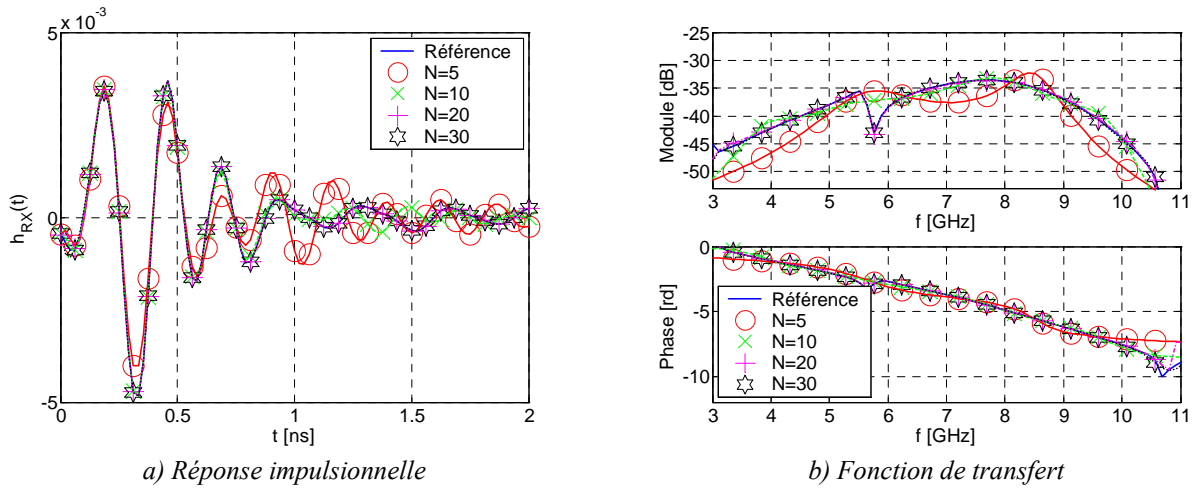 5 x 10⁻³
0
-5
h_RX(t)
0 0.5 1 1.5 2
t [ns]
Référence
N=5
N=10
N=20
N=30
a) Réponse impulsionnelle
-25
-30
-35
-40
-45
-50
Module [dB]
3 4 5 6 7 8 9 10 11
f [GHz]
0
-5
-10
Phase [rd]
Référence
N=5
N=10
N=20
N=30
3 4 5 6 7 8 9 10 11
f [GHz]
b) Fonction de transfert